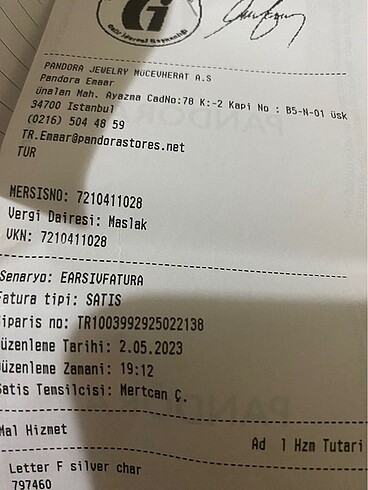 G
PANDORA JEWELRY MUCEVHERAT A.S
Pandora Emaar
ünalan Mah. Ayazma CadNo:78 K:-2 Kapi No : B5-N-01 üsk
34700 Istanbul
(0216) 504 48 59
TR.Emaar@pandorastores.net
TUR
MERSISNO: 7210411028
Vergi Dairesi: Maslak
VKN: 7210411028
Senaryo: EARSIVFATURA
Fatura tipi: SATIS
iparis no: TR1003992925022138
üzenleme Tarihi: 2.05.2023
üzenleme Zamani: 19:12
Satis Temsilcisi: Mertcan Ç.
Mal Hizmet
Ad 1 Hzm Tutari
Letter F silver char
797460